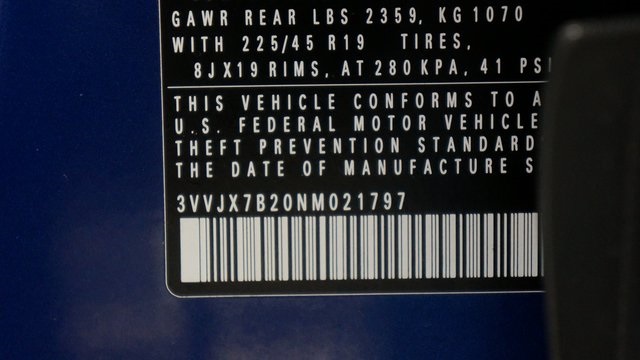 GAWR REAR LBS 2359, KG 1070
WITH 225/45 R19 TIRES,
8JX19 RIMS, AT 280 KPA, 41 PSI
THIS VEHICLE CONFORMS TO A
U.S. FEDERAL MOTOR VEHICLE
THEFT PREVENTION STANDARD
THE DATE OF MANUFACTURE S
3VVJX7B20NM021797